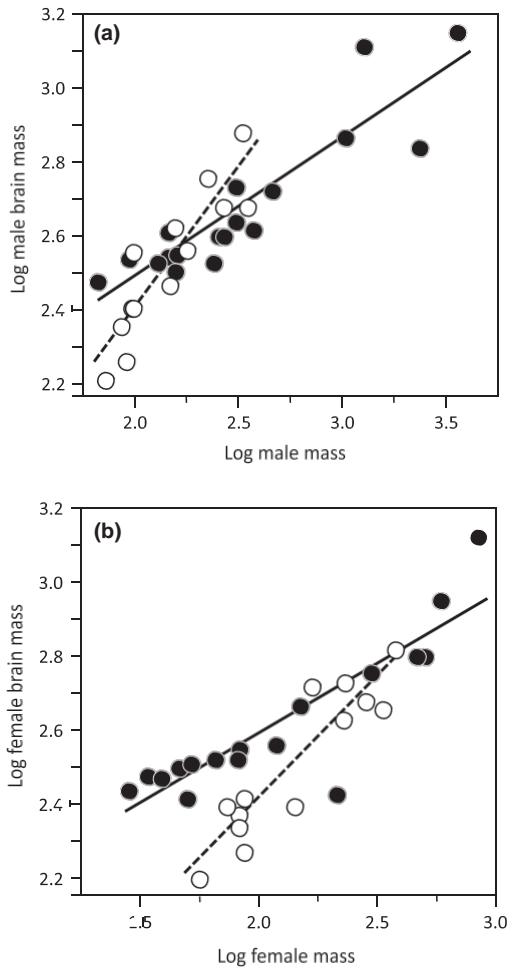 (a)
3.2
3.0
2.8
2.6
2.4
2.2
Log male brain mass
2.0 2.5 3.0 3.5
Log male mass
(b)
3.2
3.0
2.8
2.6
2.4
2.2
Log female brain mass
1.5 2.0 2.5 3.0
Log female mass